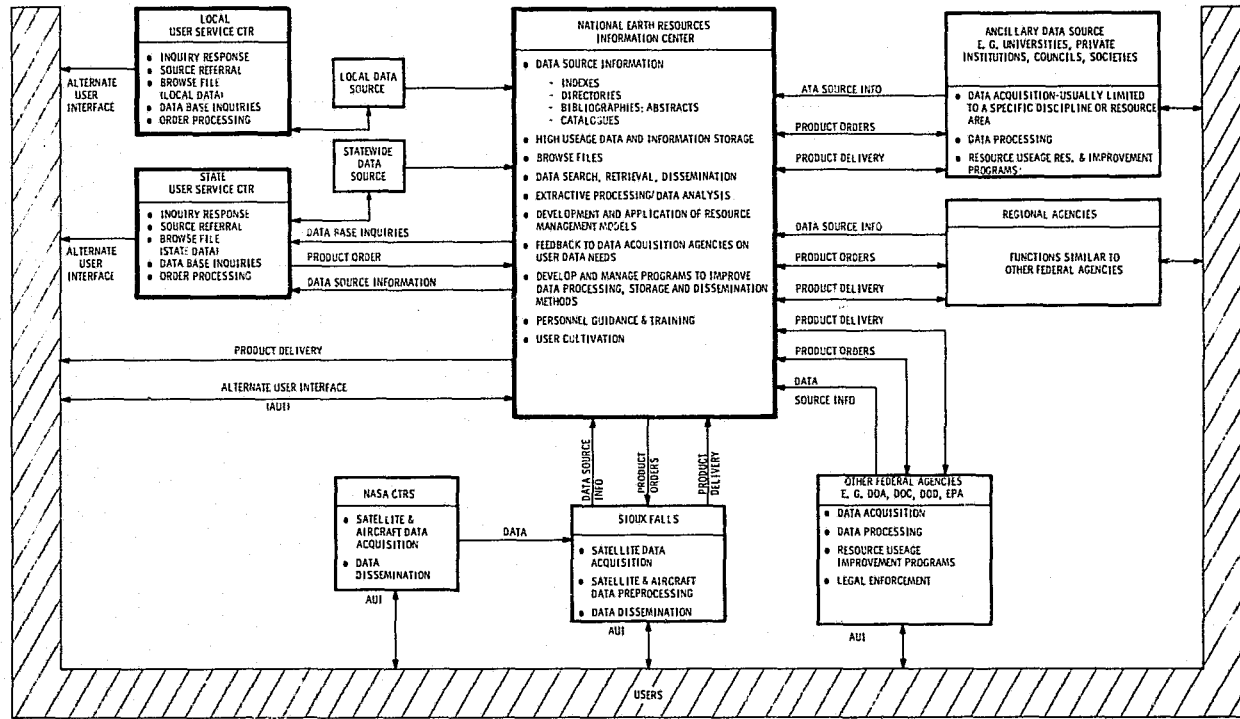 LOCAL
USER SERVICE CTR
● INQUIRY RESPONSE
● SOURCE REFERRAL
● BROWSE FILE
(LOCAL DATA)
● DATA BASE INQUIRIES
● ORDER PROCESSING
ALTERNATE
USER
INTERFACE
LOCAL DATA
SOURCE
STATEWIDE
DATA
SOURCE
STATE
USER SERVICE CTR
● INQUIRY RESPONSE
● SOURCE REFERRAL
● BROWSE FILE
(STATE DATA)
● DATA BASE INQUIRIES
● ORDER PROCESSING
ALTERNATE
USER
INTERFACE
DATA BASE INQUIRIES
PRODUCT ORDER
DATA SOURCE INFORMATION
PRODUCT DELIVERY
ALTERNATE USER INTERFACE
(AUI)
NATIONAL EARTH RESOURCES
INFORMATION CENTER
● DATA SOURCE INFORMATION
- INDEXES
- DIRECTORIES
- BIBLIOGRAPHIES; ABSTRACTS
- CATALOGUES
● HIGH USEAGE DATA AND INFORMATION STORAGE
● BROWSE FILES
● DATA SEARCH, RETRIEVAL, DISSEMINATION
● EXTRACTIVE PROCESSING/DATA ANALYSIS
● DEVELOPMENT AND APPLICATION OF RESOURCE
MANAGEMENT MODELS
● FEEDBACK TO DATA ACQUISITION AGENCIES ON
USER DATA NEEDS
● DEVELOP AND MANAGE PROGRAMS TO IMPROVE
DATA PROCESSING, STORAGE AND DISSEMINATION
METHODS
● PERSONNEL GUIDANCE & TRAINING
● USER CULTIVATION
ATA SOURCE INFO
PRODUCT ORDERS
PRODUCT DELIVERY
ANCILLARY DATA SOURCE
E. G. UNIVERSITIES, PRIVATE
INSTITUTIONS, COUNCILS, SOCIETIES
● DATA ACQUISITION-USUALLY LIMITED
TO A SPECIFIC DISCIPLINE OR RESOURCE
AREA
● DATA PROCESSING
● RESOURCE USEAGE RES. & IMPROVEMENT
PROGRAMS
DATA SOURCE INFO
PRODUCT ORDERS
PRODUCT DELIVERY
REGIONAL AGENCIES
FUNCTIONS SIMILAR TO
OTHER FEDERAL AGENCIES
PRODUCT DELIVERY
PRODUCT ORDERS
DATA
SOURCE INFO
DATA SOURCE
INFO
PRODUCT
ORDERS
PRODUCT
DELIVERY
NASA CTRS
● SATELLITE &
AIRCRAFT DATA
ACQUISITION
● DATA
DISSEMINATION
DATA
AUI
SIOUX FALLS
● SATELLITE DATA
ACQUISITION
● SATELLITE & AIRCRAFT
DATA PREPROCESSING
● DATA DISSEMINATION
AUI
OTHER FEDERAL AGENCIES
E. G. DOA, DOC, DOD, EPA
● DATA ACQUISITION
● DATA PROCESSING
● RESOURCE USEAGE
IMPROVEMENT PROGRAMS
● LEGAL ENFORCEMENT
AUI
USERS